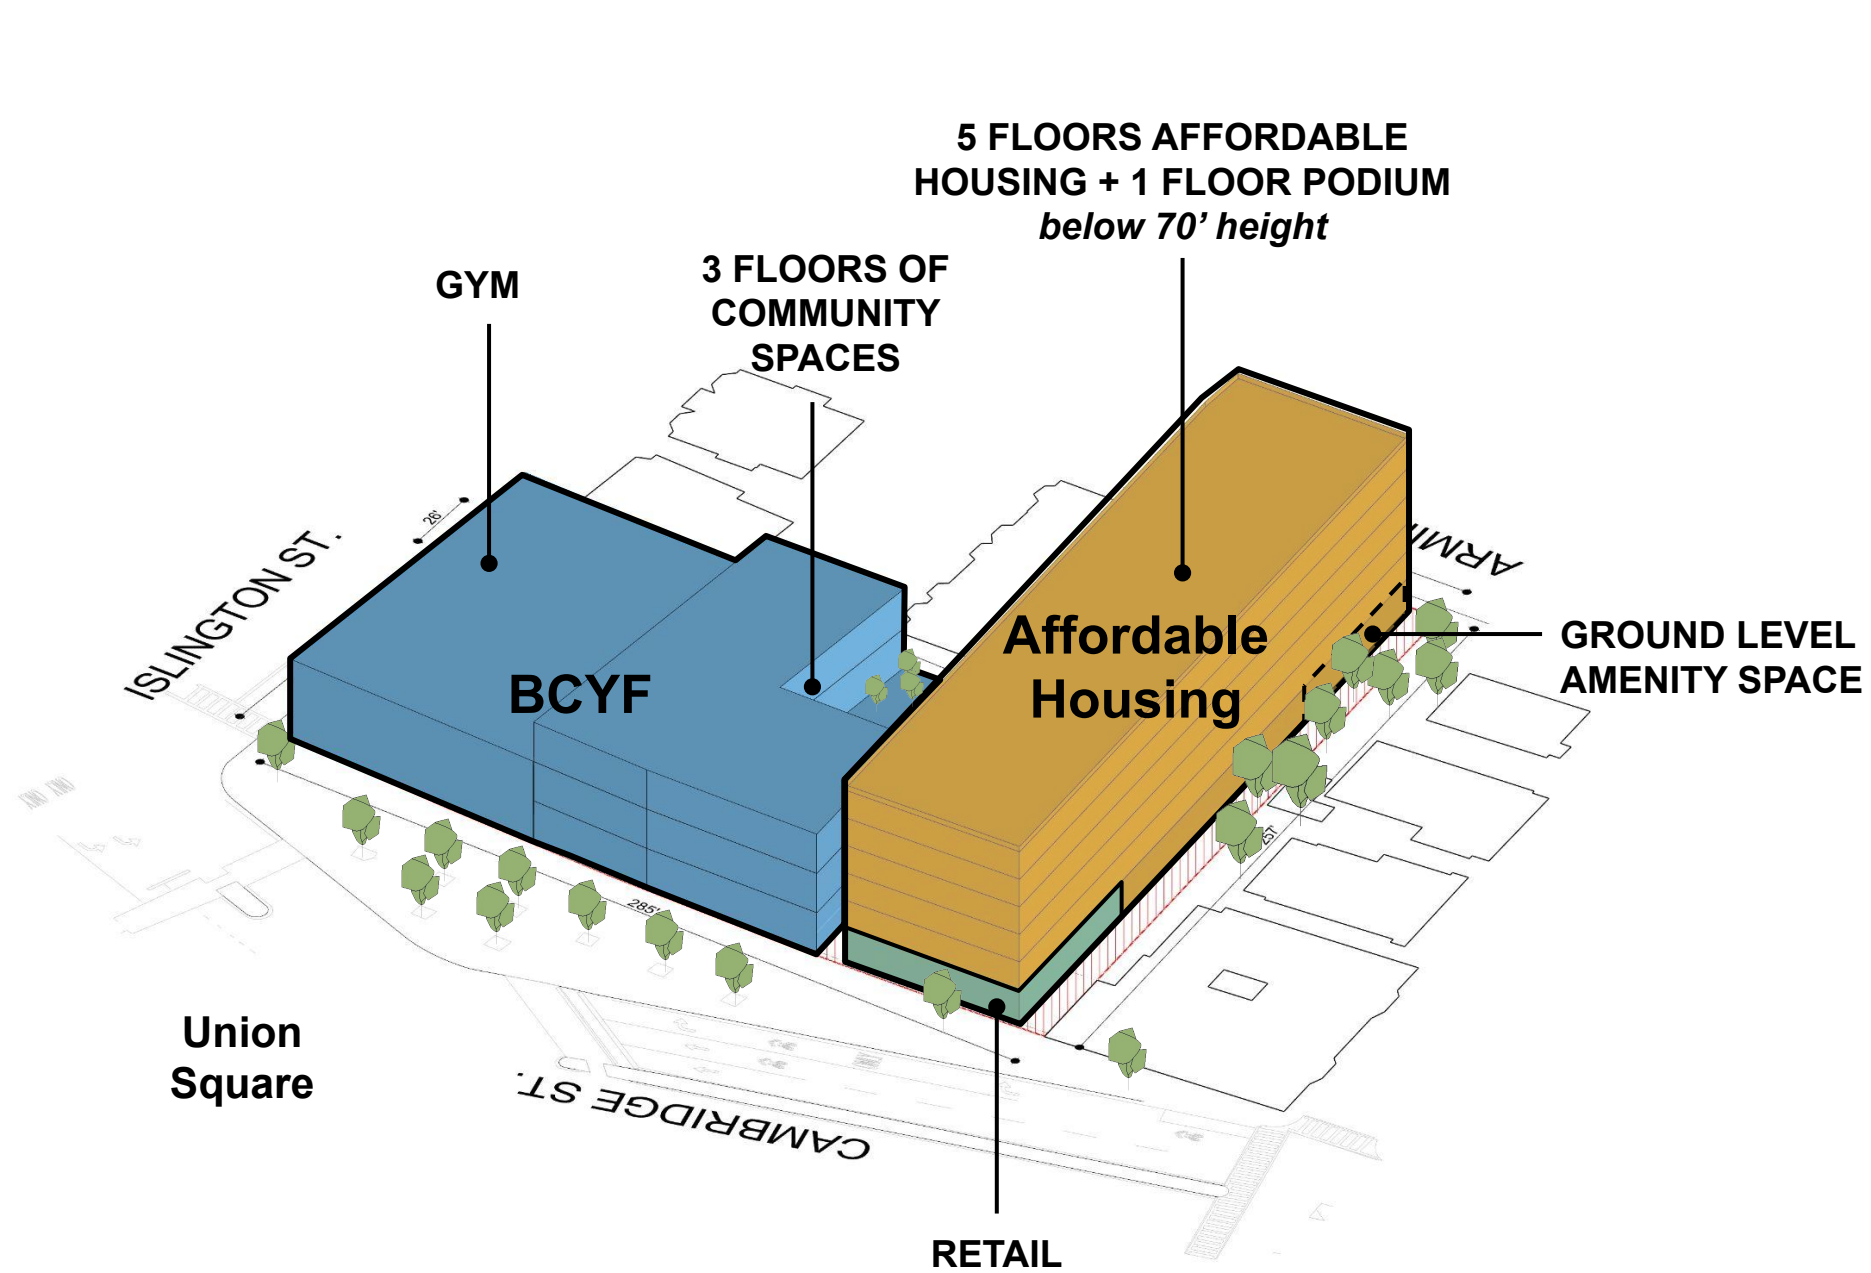 5 FLOORS AFFORDABLE
HOUSING + 1 FLOOR PODIUM
below 70’ height
3 FLOORS OF
COMMUNITY
SPACES
GYM
26'
ISLINGTON ST.
BCYF
Affordable
Housing
GROUND LEVEL
AMENITY SPACE
257'
285'
Union
Square
CAMBRIDGE ST.
RETAIL